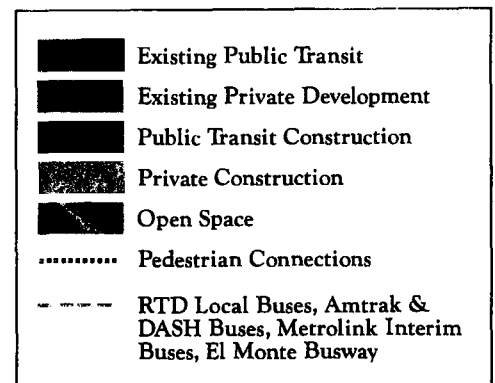 Existing Public Transit
Existing Private Development
Public Transit Construction
Private Construction
Open Space
Pedestrian Connections
RTD Local Buses, Amtrak &
DASH Buses, Metrolink Interim
Buses, El Monte Busway